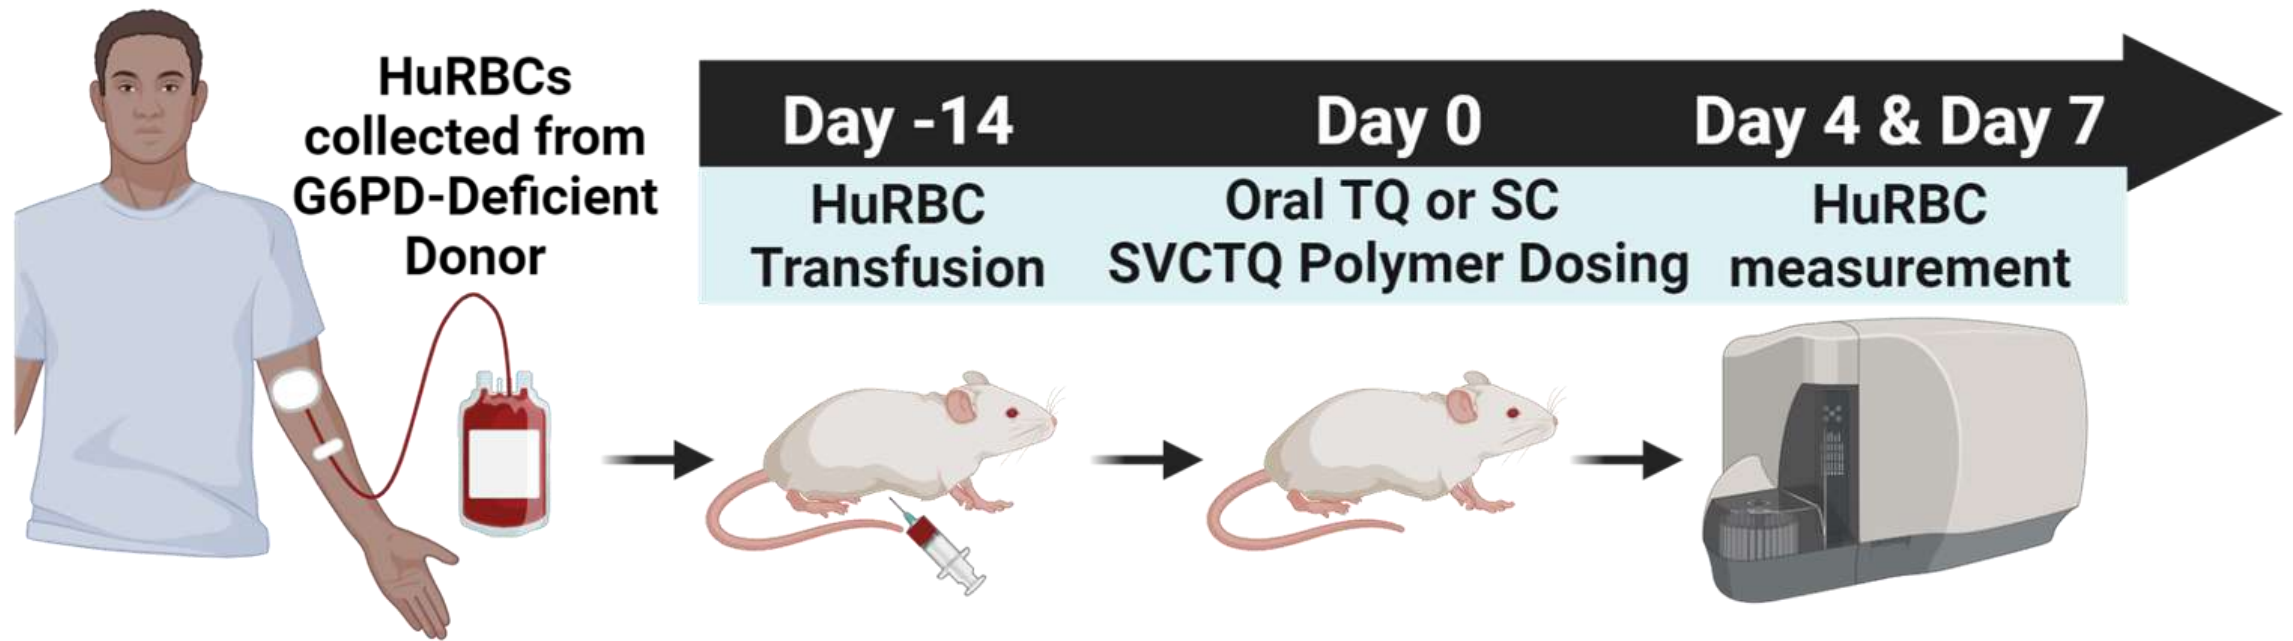 HuRBCs
collected from
G6PD-Deficient
Donor
Day -14
Day 0
Day 4 & Day 7
HuRBC
Transfusion
Oral TQ or SC
SVCTQ Polymer Dosing
HuRBC
measurement